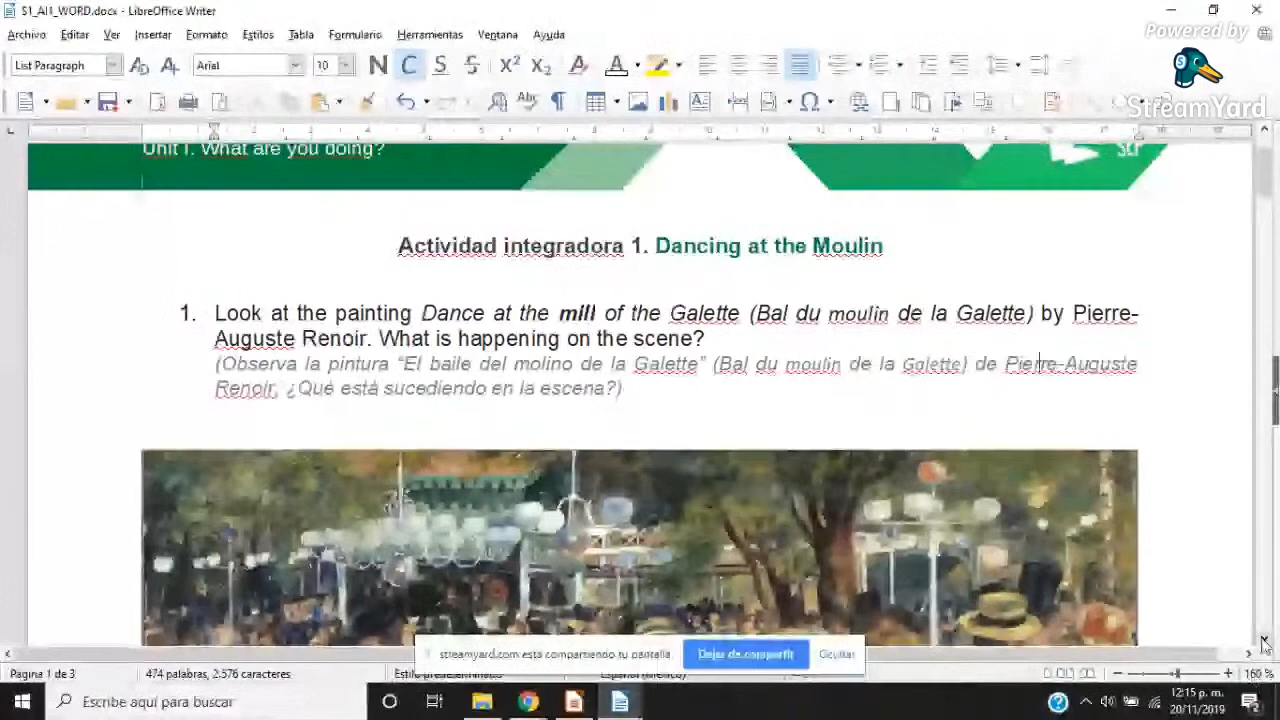 S1_AI1_WORD.docx - LibreOffice Writer
Powered by
Archivo Editar Ver Insertar Formato Estilos Tabla Formulario Herramientas Ventana Ayuda
List Paragraph Arial 10 N C S S X² X₂ A A
StreamYard
Unit I. What are you doing?
Actividad integradora 1. Dancing at the Moulin
1. Look at the painting Dance at the mill of the Galette (Bal du moulin de la Galette) by Pierre-
Auguste Renoir. What is happening on the scene?
(Observa la pintura “El baile del molino de la Galette” (Bal du moulin de la Galette) de Pierre-Auguste
Renoir, ¿Qué está sucediendo en la escena?)
streamyard.com está compartiendo tu pantalla. Dejar de compartir Ocultar
Página 1 de 3 474 palabras, 2.576 caracteres Estilo predeterminado Español (México) 160 %
Escribe aquí para buscar 12:15 p. m.
20/11/2019